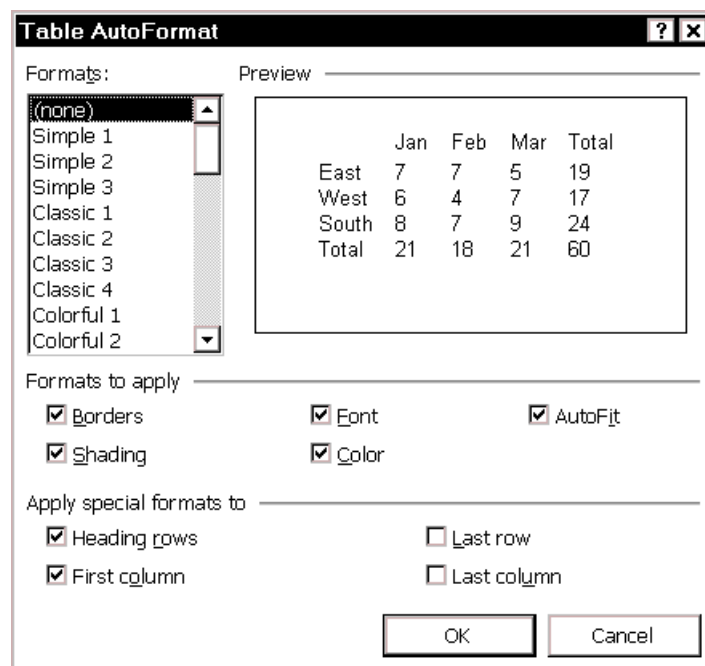 Table AutoFormat
Formats:
Preview
(none)
Simple 1
Simple 2
Simple 3
Classic 1
Classic 2
Classic 3
Classic 4
Colorful 1
Colorful 2
Jan Feb Mar Total
East 7 7 5 19
West 6 4 7 17
South 8 7 9 24
Total 21 18 21 60
Formats to apply
Borders Font AutoFit
Shading Color
Apply special formats to
Heading rows Last row
First column Last column
OK Cancel